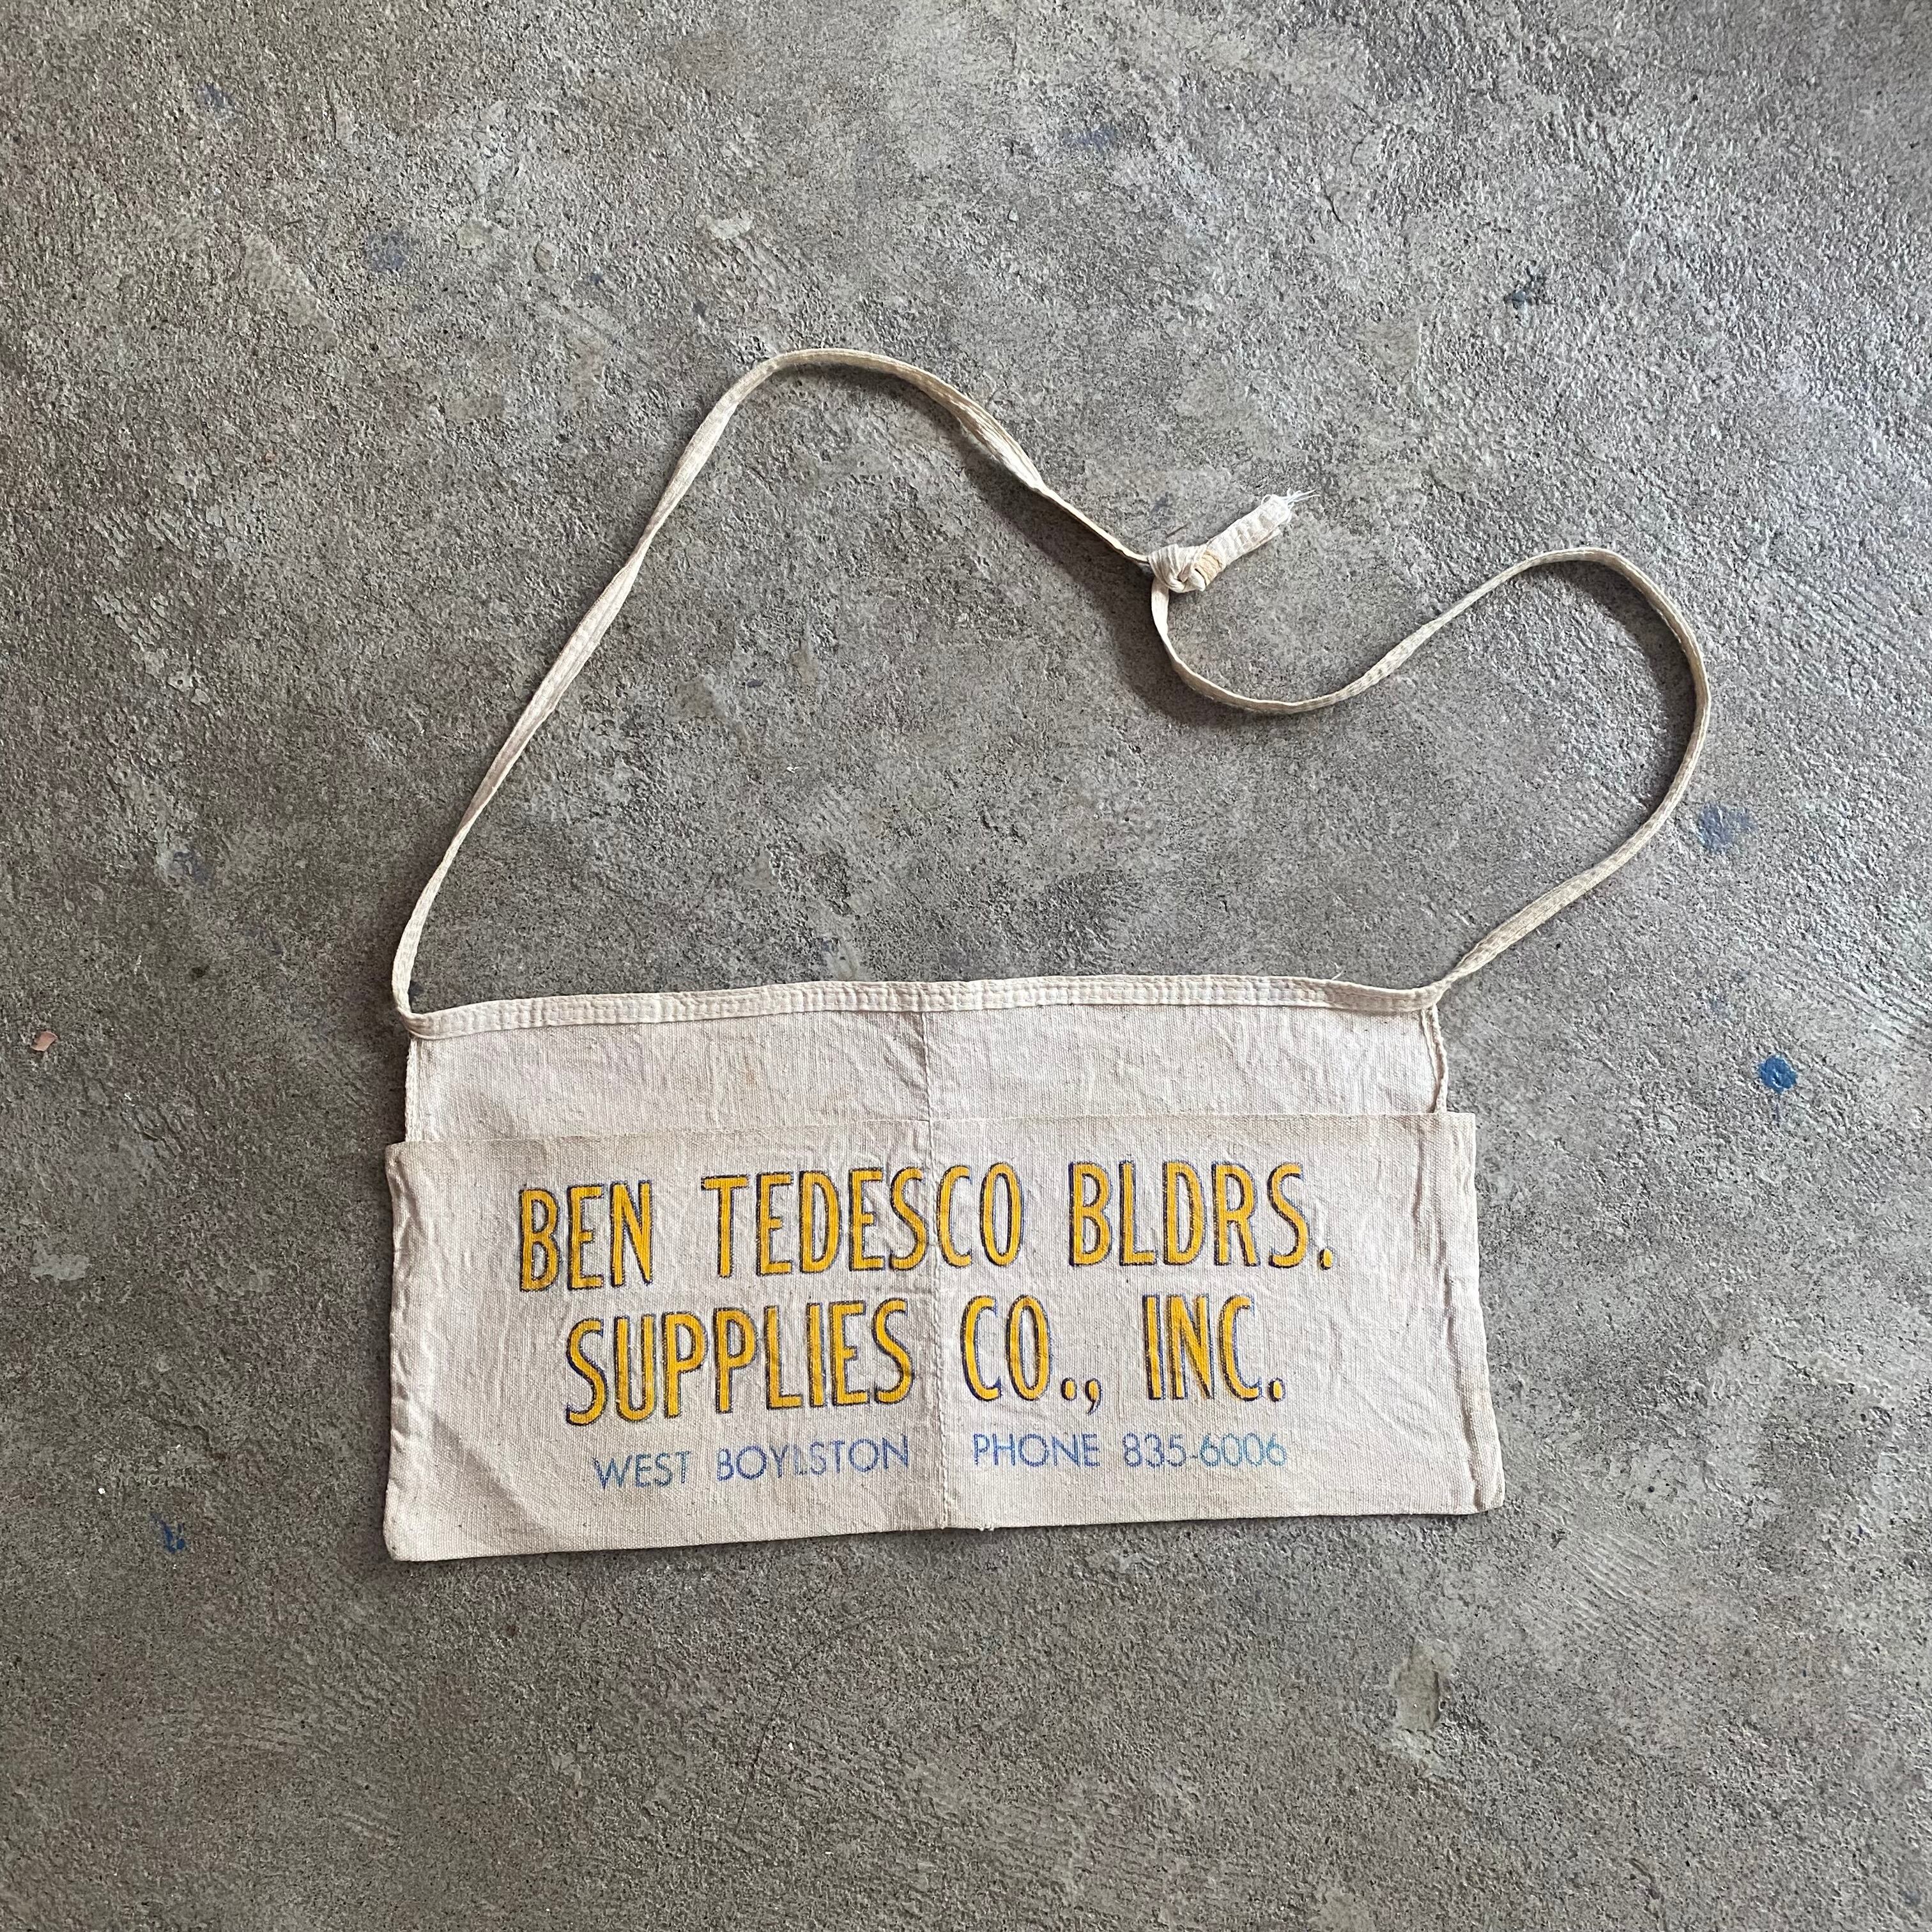 BEN TEDESCO BLDRS.
SUPPLIES CO., INC.
WEST BOYLSTON PHONE 835-6006